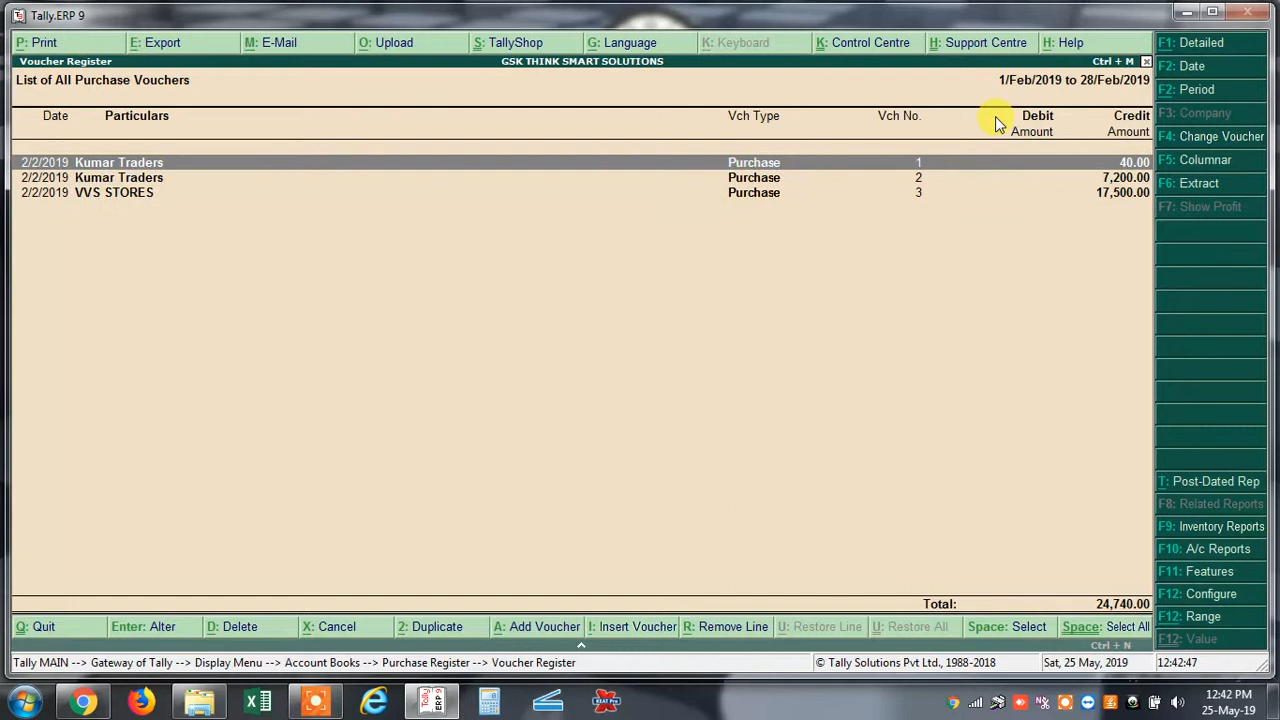 Tally.ERP 9
P: Print E: Export M: E-Mail O: Upload S: TallyShop G: Language K: Keyboard K: Control Centre H: Support Centre H: Help
Voucher Register GSK THINK SMART SOLUTIONS Ctrl + M
List of All Purchase Vouchers 1/Feb/2019 to 28/Feb/2019
Date Particulars Vch Type Vch No. Debit Credit
Amount Amount
2/2/2019 Kumar Traders Purchase 1 40.00
2/2/2019 Kumar Traders Purchase 2 7,200.00
2/2/2019 VVS STORES Purchase 3 17,500.00
Total: 24,740.00
F1: Detailed
F2: Date
F2: Period
F3: Company
F4: Change Voucher
F5: Columnar
F6: Extract
F7: Show Profit
T: Post-Dated Rep
F8: Related Reports
F9: Inventory Reports
F10: A/c Reports
F11: Features
F12: Configure
F12: Range
F12: Value
Q: Quit Enter: Alter D: Delete X: Cancel 2: Duplicate A: Add Voucher I: Insert Voucher R: Remove Line U: Restore Line U: Restore All Space: Select Space: Select All
Ctrl + N
Tally MAIN --> Gateway of Tally --> Display Menu --> Account Books --> Purchase Register --> Voucher Register © Tally Solutions Pvt Ltd., 1988-2018 Sat, 25 May, 2019 12:42:47
Tally ERP 9
KEAT Pro
12:42 PM
25-May-19